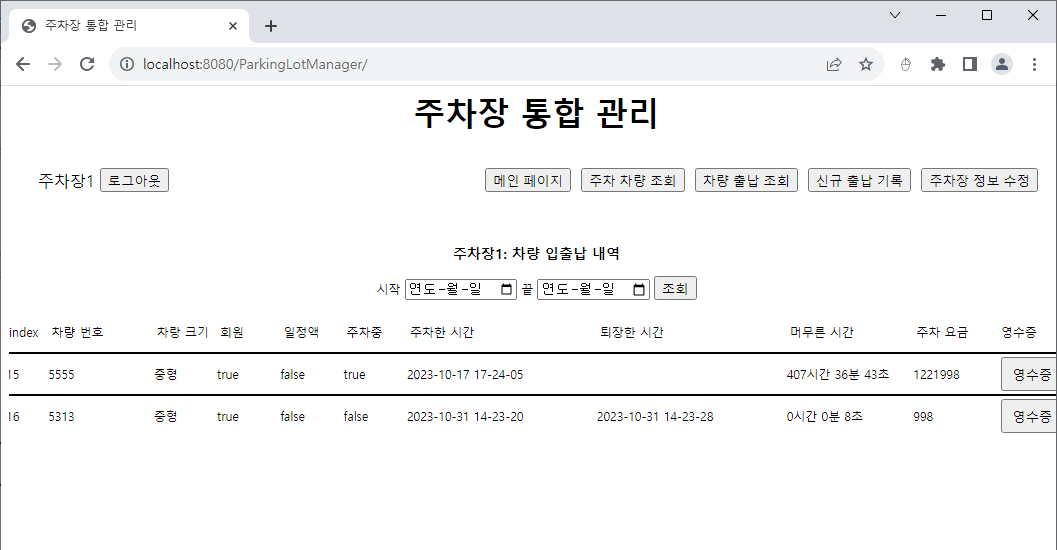 주차장 통합 관리
localhost:8080/ParkingLotManager/
주차장 통합 관리
주차장1 로그아웃 메인 페이지 주차 차량 조회 차량 출납 조회 신규 출납 기록 주차장 정보 수정
주차장1: 차량 입출납 내역
시작 연도-월-일 끝 연도-월-일 조회
index 차량 번호 차량 크기 회원 일정액 주차중 주차한 시간 퇴장한 시간 머무른 시간 주차 요금 영수증
15 5555 중형 true false true 2023-10-17 17-24-05 407시간 36분 43초 1221998 영수증
16 5313 중형 true false false 2023-10-31 14-23-20 2023-10-31 14-23-28 0시간 0분 8초 998 영수증